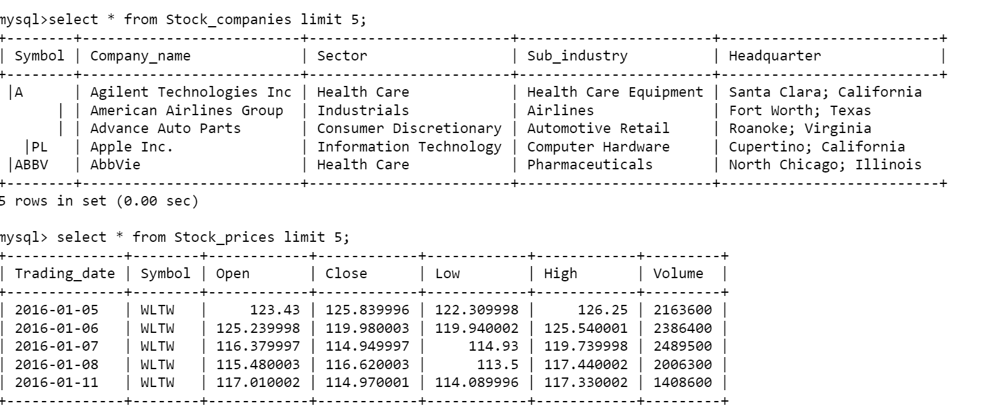 mysql>select * from Stock_companies limit 5;
+--------+--------------------------+------------------------+-----------------------+--------------------------+
| Symbol | Company_name             | Sector                 | Sub_industry          | Headquarter              |
+--------+--------------------------+------------------------+-----------------------+--------------------------+
 |A      | Agilent Technologies Inc | Health Care            | Health Care Equipment | Santa Clara; California
       | | American Airlines Group  | Industrials            | Airlines              | Fort Worth; Texas
       | | Advance Auto Parts       | Consumer Discretionary | Automotive Retail     | Roanoke; Virginia
   |PL   | Apple Inc.               | Information Technology | Computer Hardware     | Cupertino; California
 |ABBV   | AbbVie                   | Health Care            | Pharmaceuticals       | North Chicago; Illinois
+--------+--------------------------+------------------------+-----------------------+--------------------------+
5 rows in set (0.00 sec)
mysql> select * from Stock_prices limit 5;
+--------------+--------+------------+------------+------------+------------+---------+
| Trading_date | Symbol | Open       | Close      | Low        | High       | Volume  |
+--------------+--------+------------+------------+------------+------------+---------+
| 2016-01-05   | WLTW   |     123.43 | 125.839996 | 122.309998 |     126.25 | 2163600 |
| 2016-01-06   | WLTW   | 125.239998 | 119.980003 | 119.940002 | 125.540001 | 2386400 |
| 2016-01-07   | WLTW   | 116.379997 | 114.949997 |     114.93 | 119.739998 | 2489500 |
| 2016-01-08   | WLTW   | 115.480003 | 116.620003 |      113.5 | 117.440002 | 2006300 |
| 2016-01-11   | WLTW   | 117.010002 | 114.970001 | 114.089996 | 117.330002 | 1408600 |
+--------------+--------+------------+------------+------------+------------+---------+